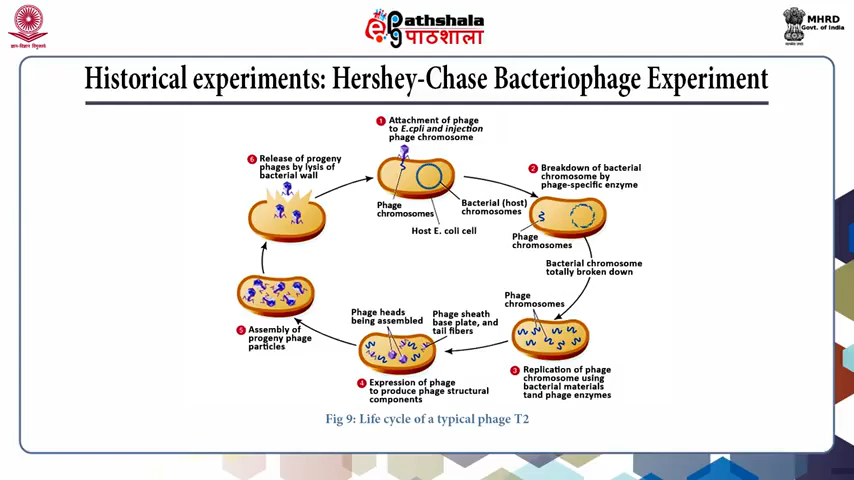 ज्ञान-विज्ञान विमुक्तये
ePathshala
पाठशाला
MHRD
Govt. of India
Historical experiments: Hershey-Chase Bacteriophage Experiment
1 Attachment of phage
to E.cpli and injection
phage chromosome
Phage
chromosomes
Bacterial (host)
chromosomes
Host E. coli cell
2 Breakdown of bacterial
chromosome by
phage-specific enzyme
Phage
chromosomes
Bacterial chromosome
totally broken down
Phage
chromosomes
3 Replication of phage
chromosome using
bacterial materials
tand phage enzymes
Phage heads
being assembled
Phage sheath
base plate, and
tail fibers
4 Expression of phage
to produce phage structural
components
5 Assembly of
progeny phage
particles
6 Release of progeny
phages by lysis of
bacterial wall
Fig 9: Life cycle of a typical phage T2